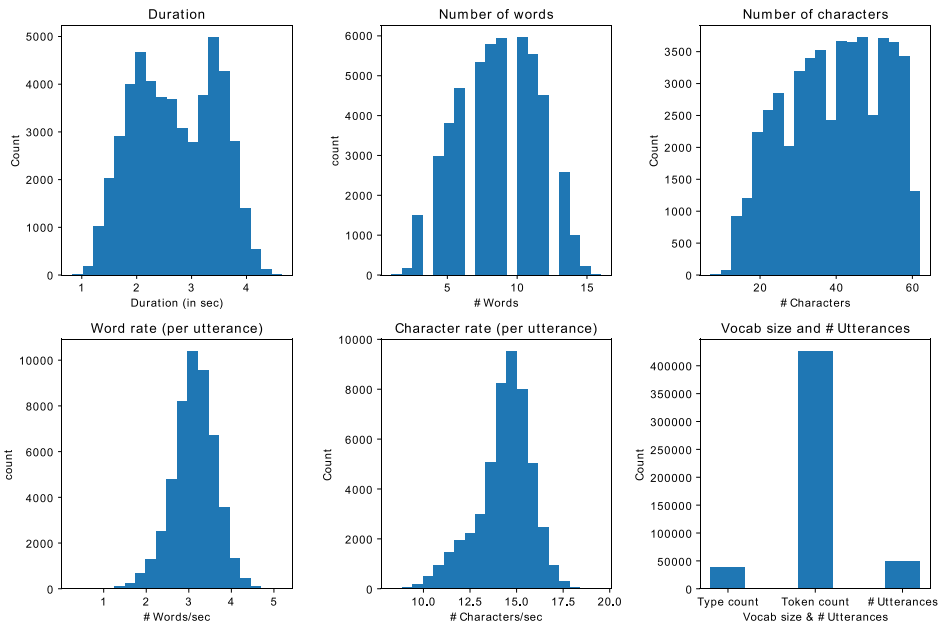 Duration
Count
5000
4000
3000
2000
1000
0
1 2 3 4
Duration (in sec)
Number of words
count
6000
5000
4000
3000
2000
1000
0
5 10 15
# Words
Number of characters
Count
3500
3000
2500
2000
1500
1000
500
0
20 40 60
# Characters
Word rate (per utterance)
count
10000
8000
6000
4000
2000
0
1 2 3 4 5
# Words/sec
Character rate (per utterance)
Count
10000
8000
6000
4000
2000
0
10.0 12.5 15.0 17.5 20.0
# Characters/sec
Vocab size and # Utterances
Count
400000
350000
300000
250000
200000
150000
100000
50000
0
Type count Token count # Utterances
Vocab size & # Utterances